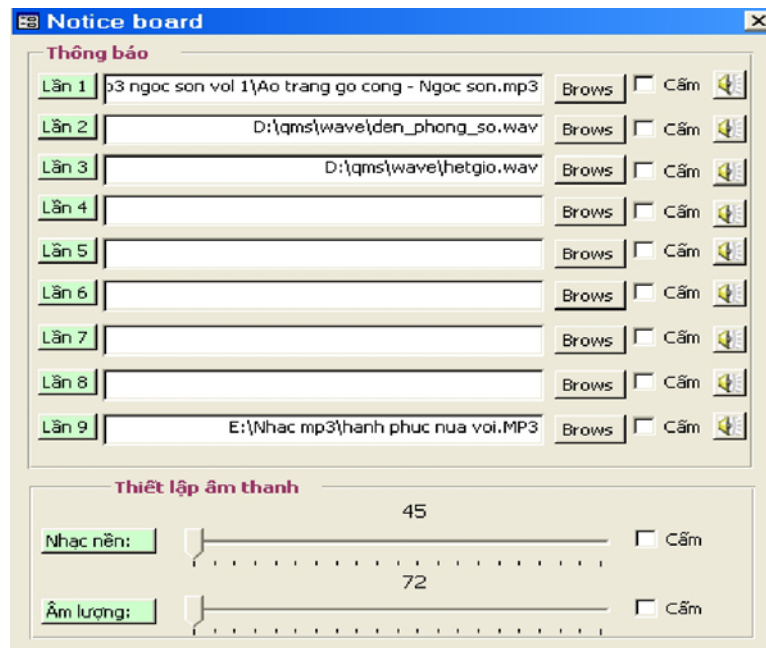 Notice board
Thông báo
Lần 1 p3 ngoc son vol 1\Ao trang go cong - Ngoc son.mp3 Brows Cấm
Lần 2 D:\qms\wave\den_phong_so.wav Brows Cấm
Lần 3 D:\qms\wave\hetgio.wav Brows Cấm
Lần 4 Brows Cấm
Lần 5 Brows Cấm
Lần 6 Brows Cấm
Lần 7 Brows Cấm
Lần 8 Brows Cấm
Lần 9 E:\Nhac mp3\hanh phuc nua voi.MP3 Brows Cấm
Thiết lập âm thanh
45
Nhạc nền: Cấm
72
Âm lượng: Cấm